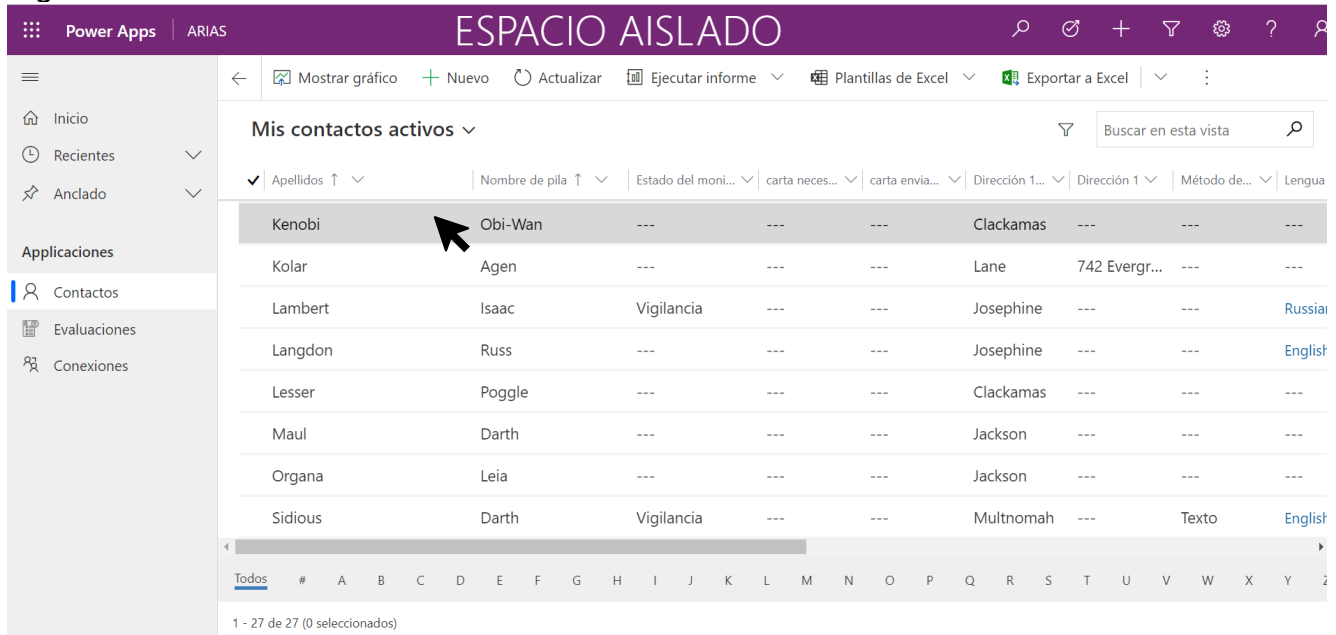 Power Apps ARIAS ESPACIO AISLADO
Mostrar gráfico Nuevo Actualizar Ejecutar informe Plantillas de Excel Exportar a Excel
Inicio
Recientes
Anclado
Applicaciones
Contactos
Evaluaciones
Conexiones
Mis contactos activos Buscar en esta vista
Apellidos Nombre de pila Estado del moni... carta neces... carta envia... Dirección 1... Dirección 1 Método de... Lengua
Kenobi Obi-Wan --- --- --- Clackamas --- --- ---
Kolar Agen --- --- --- Lane 742 Evergr... --- ---
Lambert Isaac Vigilancia --- --- Josephine --- --- Russian
Langdon Russ --- --- --- Josephine --- --- English
Lesser Poggle --- --- --- Clackamas --- --- ---
Maul Darth --- --- --- Jackson --- --- ---
Organa Leia --- --- --- Jackson --- --- ---
Sidious Darth Vigilancia --- --- Multnomah --- Texto English
Todos # A B C D E F G H I J K L M N O P Q R S T U V W X Y Z
1 - 27 de 27 (0 seleccionados)